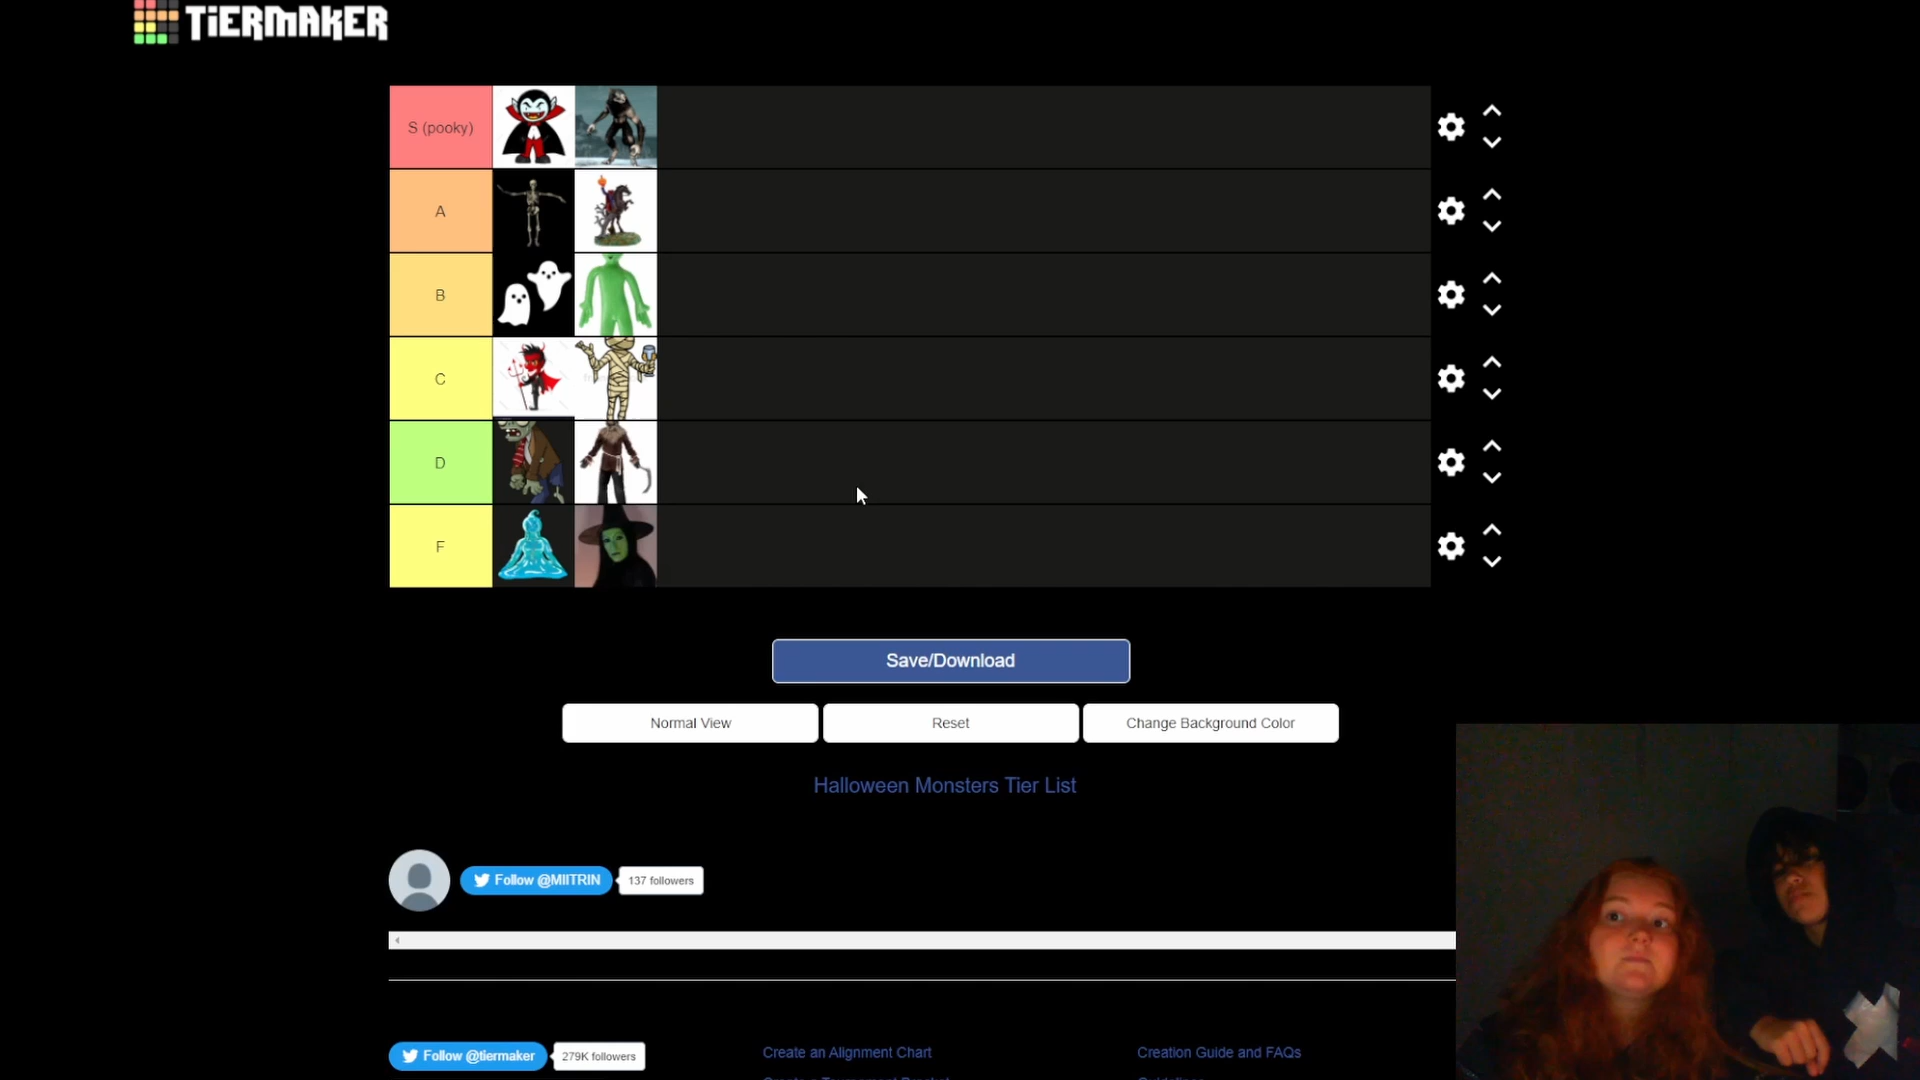 TiERMAKER
S (pooky)
A
B
C
D
F
Save/Download
Normal View
Reset
Change Background Color
Halloween Monsters Tier List
Follow @MIITRIN
137 followers
Follow @tiermaker
279K followers
Create an Alignment Chart
Creation Guide and FAQs